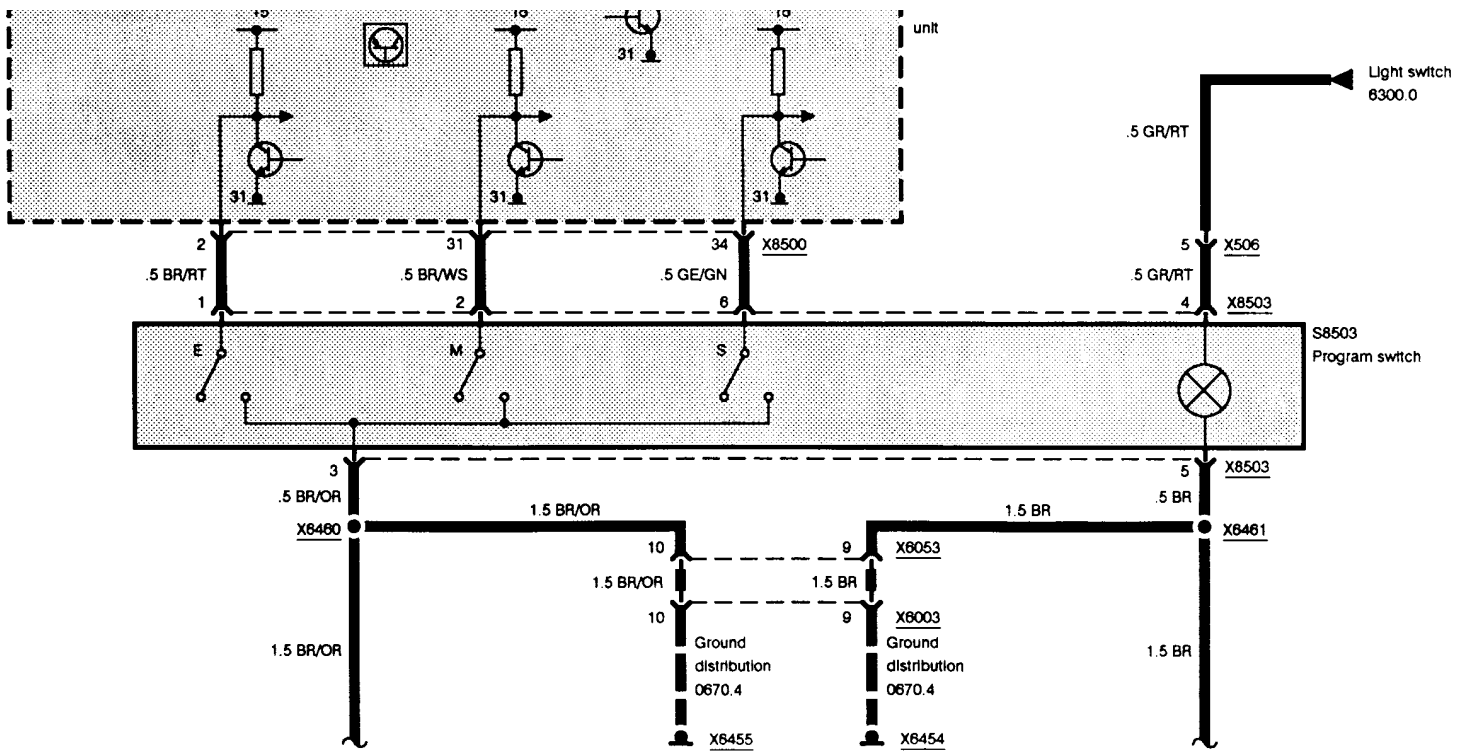 unit
31
Light switch
6300.0
.5 GR/RT
31
31
31
2
31
34
X8500
5
X506
.5 BR/RT
.5 BR/WS
.5 GE/GN
.5 GR/RT
1
2
6
4
X8503
S8503
Program switch
E
M
S
3
5
X8503
.5 BR/OR
.5 BR
1.5 BR/OR
1.5 BR
X6460
X6461
10
9
X6053
1.5 BR/OR
1.5 BR
10
9
X6003
1.5 BR/OR
Ground
distribution
0670.4
Ground
distribution
0670.4
1.5 BR
X6455
X6454